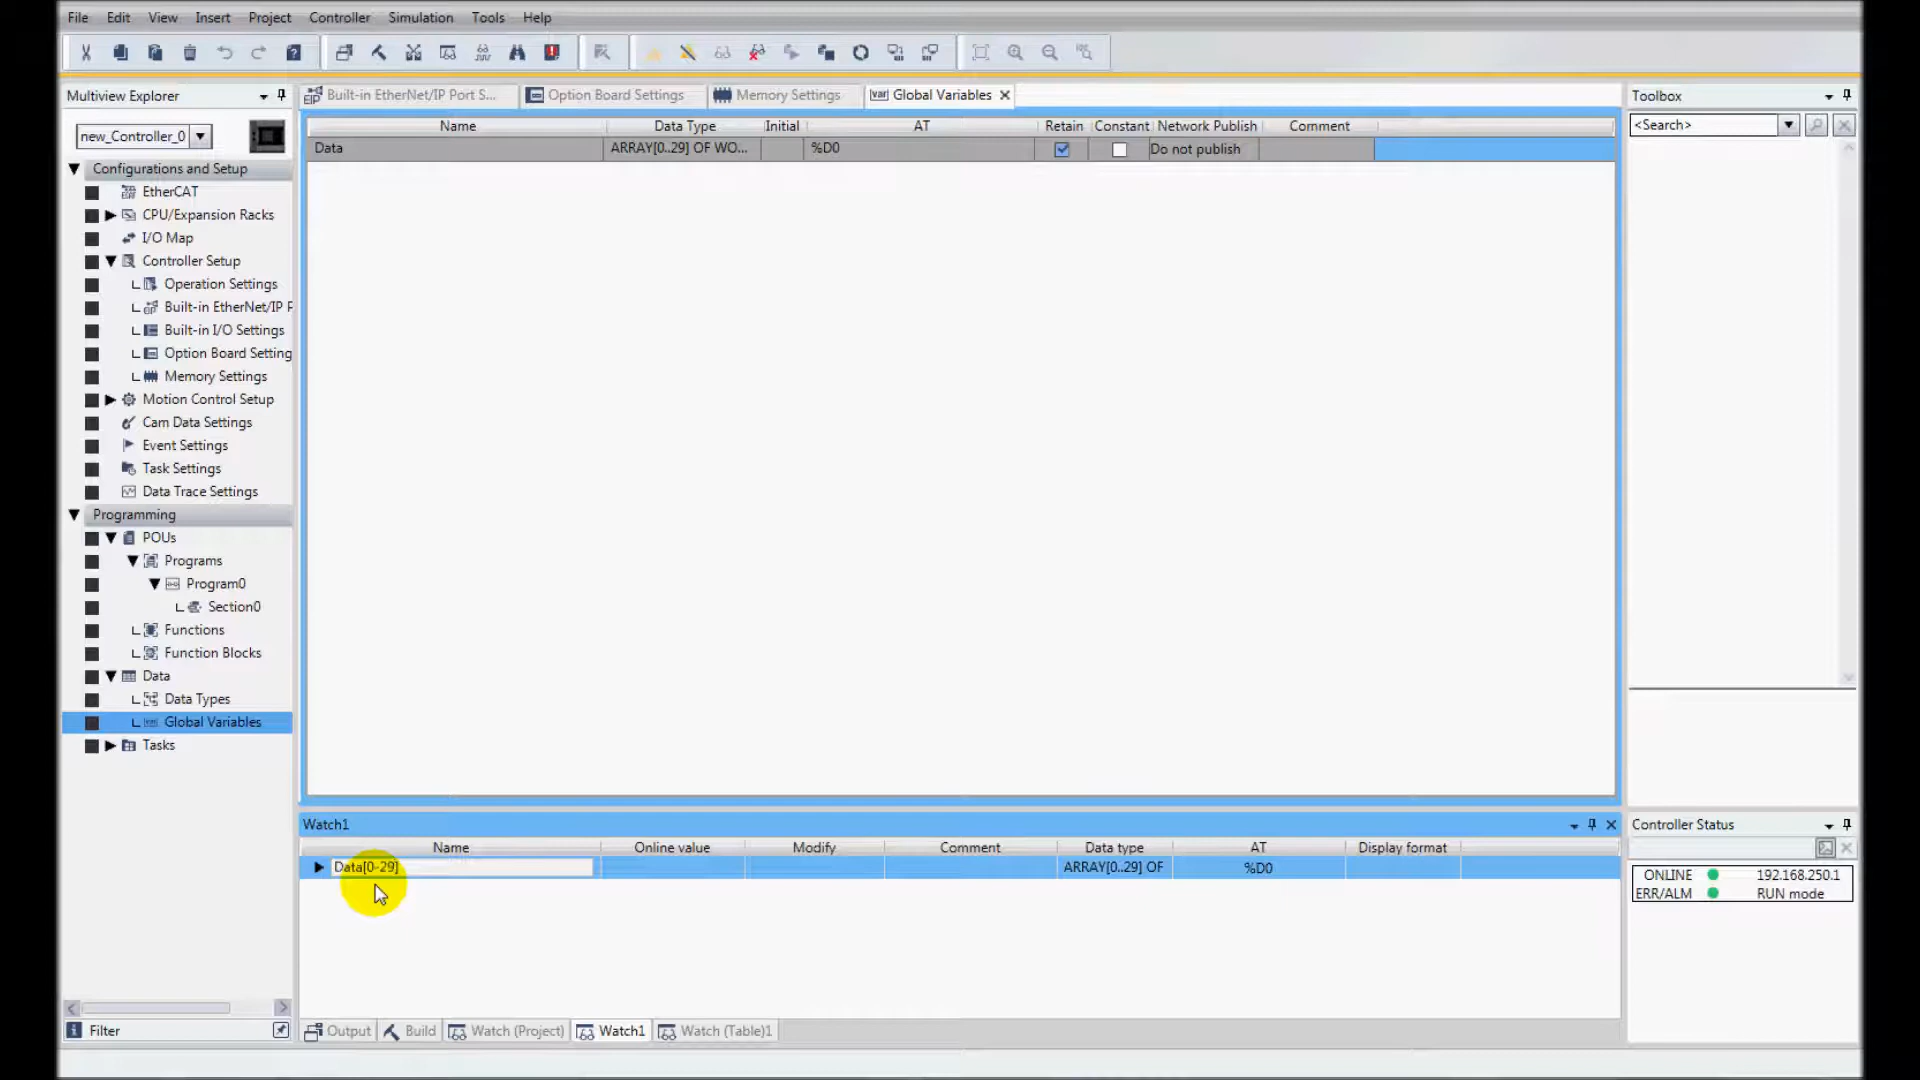 File Edit View Insert Project Controller Simulation Tools Help
Multiview Explorer
new_Controller_0
Configurations and Setup
EtherCAT
CPU/Expansion Racks
I/O Map
Controller Setup
Operation Settings
Built-in EtherNet/IP P
Built-in I/O Settings
Option Board Setting
Memory Settings
Motion Control Setup
Cam Data Settings
Event Settings
Task Settings
Data Trace Settings
Programming
POUs
Programs
Program0
Section0
Functions
Function Blocks
Data
Data Types
Global Variables
Tasks
Filter
Built-in EtherNet/IP Port S... Option Board Settings Memory Settings Global Variables
Name Data Type Initial AT Retain Constant Network Publish Comment
Data ARRAY[0..29] OF WO... %D0 Do not publish
Watch1
Name Online value Modify Comment Data type AT Display format
Data[0-29] ARRAY[0..29] OF %D0
Output Build Watch (Project) Watch1 Watch (Table)1
Toolbox
<Search>
Controller Status
ONLINE 192.168.250.1
ERR/ALM RUN mode